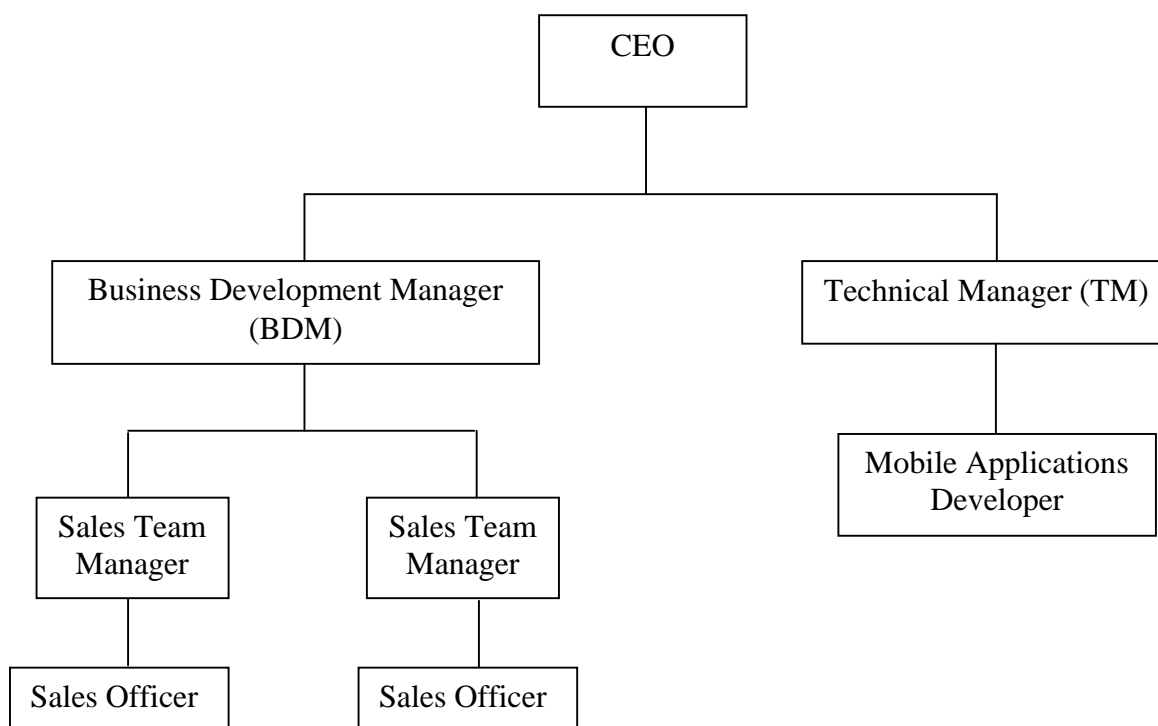 CEO
Business Development Manager
(BDM)
Technical Manager (TM)
Mobile Applications
Developer
Sales Team
Manager
Sales Team
Manager
Sales Officer
Sales Officer